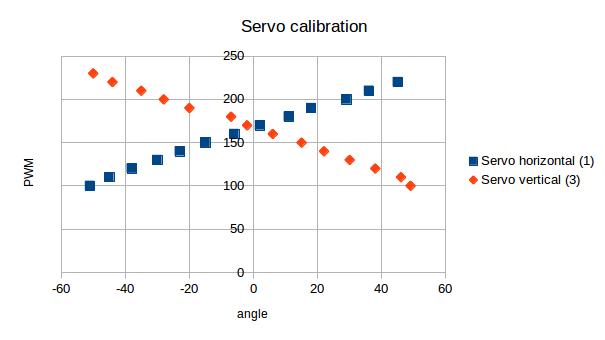 Servo calibration
250
200
150
100
50
0
-60 -40 -20 0 20 40 60
PWM
angle
Servo horizontal (1)
Servo vertical (3)